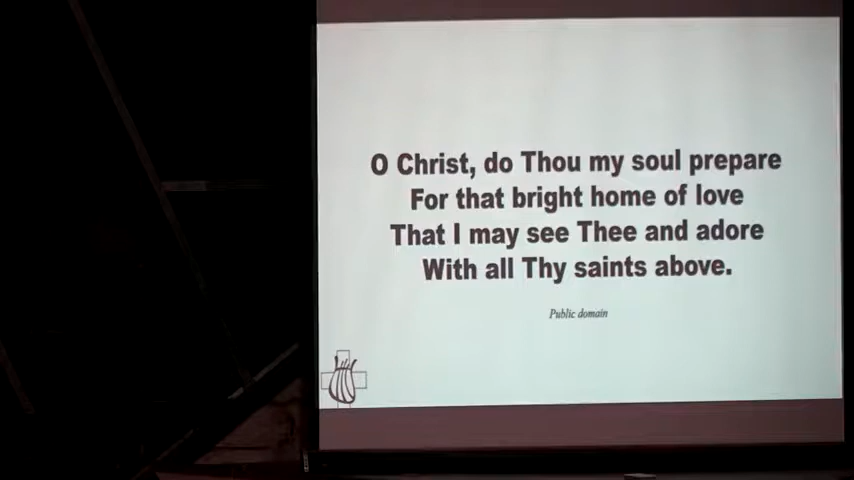 O Christ, do Thou my soul prepare
For that bright home of love
That I may see Thee and adore
With all Thy saints above.
Public domain